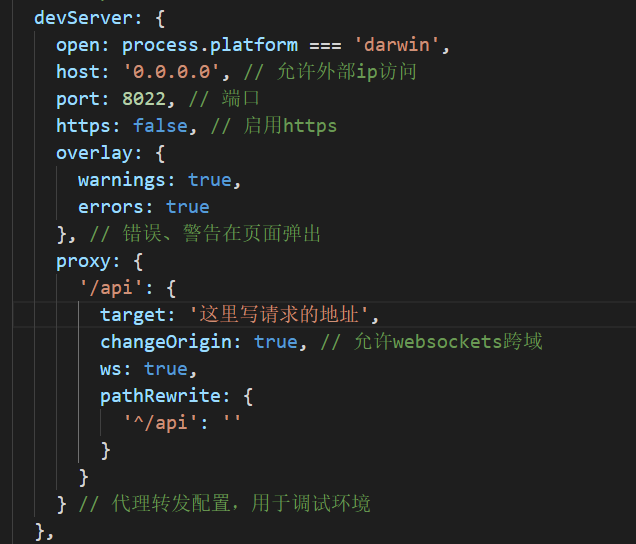 devServer: {
open: process.platform === 'darwin',
host: '0.0.0.0', // 允许外部ip访问
port: 8022, // 端口
https: false, // 启用https
overlay: {
warnings: true,
errors: true
}, // 错误、警告在页面弹出
proxy: {
'/api': {
target: '这里写请求的地址',
changeOrigin: true, // 允许websockets跨域
ws: true,
pathRewrite: {
'^/api': ''
}
}
} // 代理转发配置，用于调试环境
},